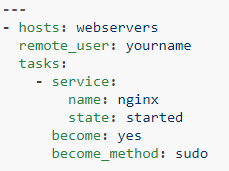 ---
- hosts: webservers
  remote_user: yourname
  tasks:
    - service:
        name: nginx
        state: started
      become: yes
      become_method: sudo